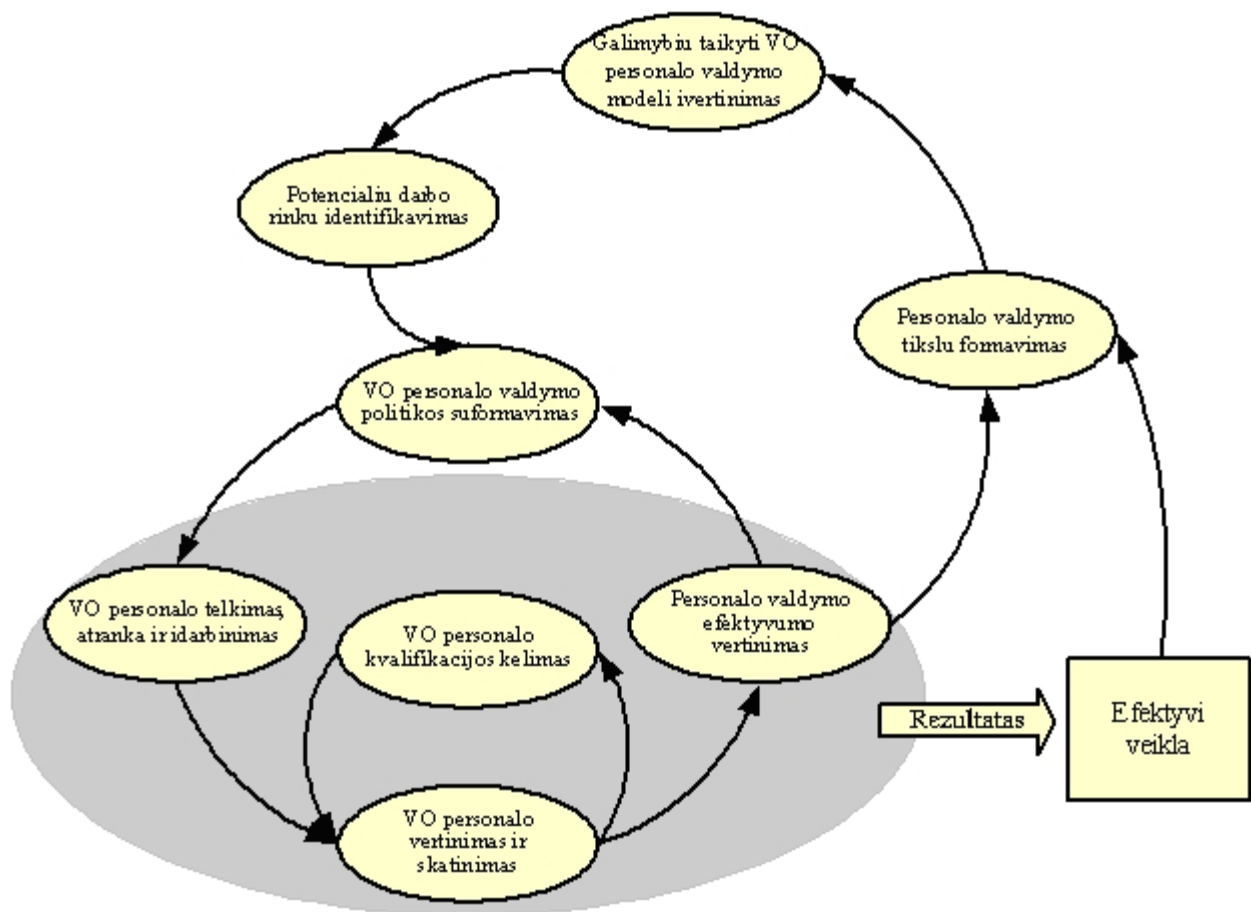 Galimybiu taikyti VO
personalo valdymo
modeli ivertinimas
Potencialiu darbo
rinku identifikavimas
Personalo valdymo
tikslu formavimas
VO personalo valdymo
politikos suformavimas
VO personalo telkimas,
atranka ir idarbinimas
VO personalo
kvalifikacijos kelimas
Personalo valdymo
efektyvumo
vertinimas
Rezultatas
Efektyvi
veikla
VO personalo
vertinimas ir
skatinimas